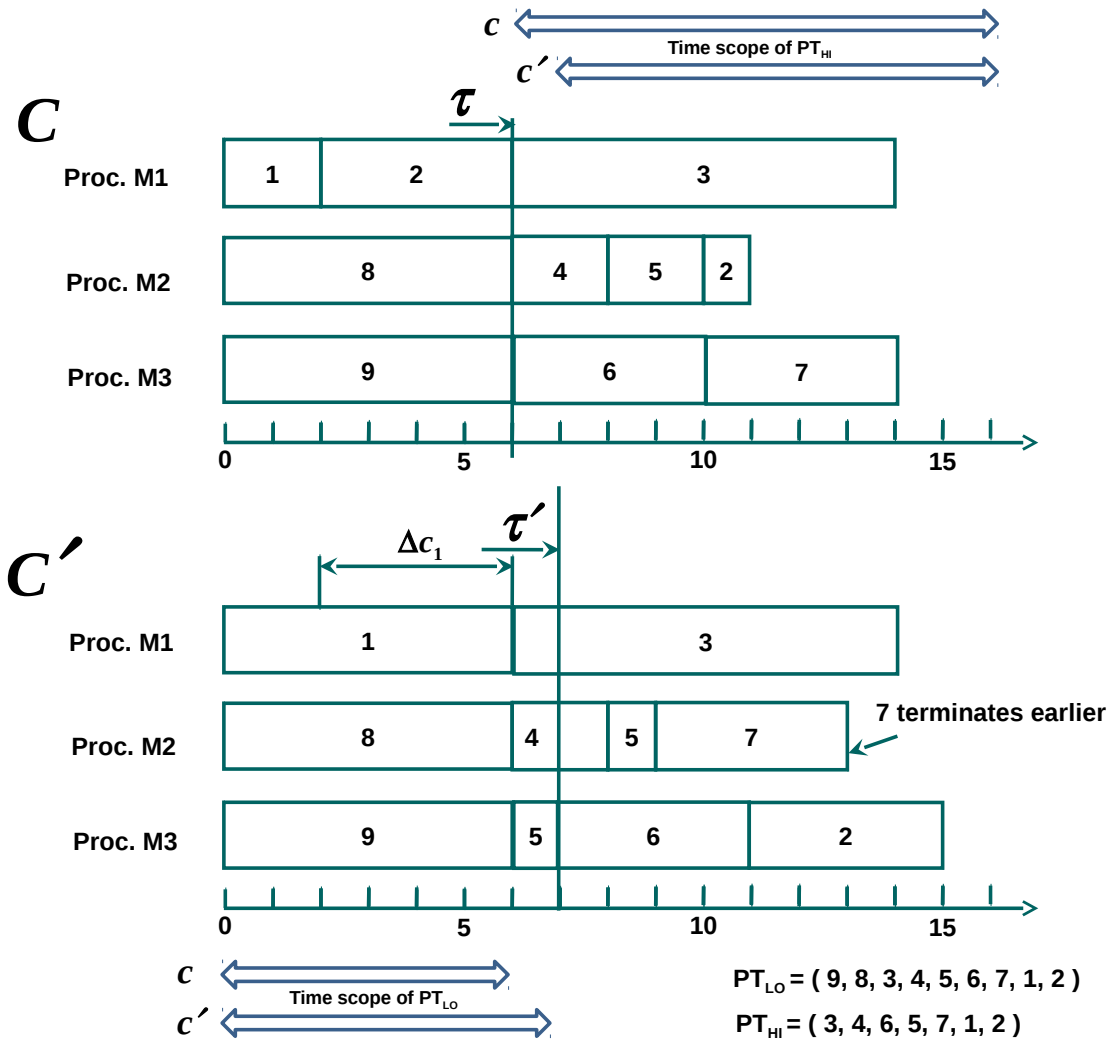 c
Time scope of PT_HI
c′
C
τ
Proc. M1 1 2 3
Proc. M2 8 4 5 2
Proc. M3 9 6 7
0 5 10 15
C′
Δc₁ τ′
Proc. M1 1 3
7 terminates earlier
Proc. M2 8 4 5 7
Proc. M3 9 5 6 2
0 5 10 15
c
Time scope of PT_LO
c′
PT_LO = ( 9, 8, 3, 4, 5, 6, 7, 1, 2 )
PT_HI = ( 3, 4, 6, 5, 7, 1, 2 )